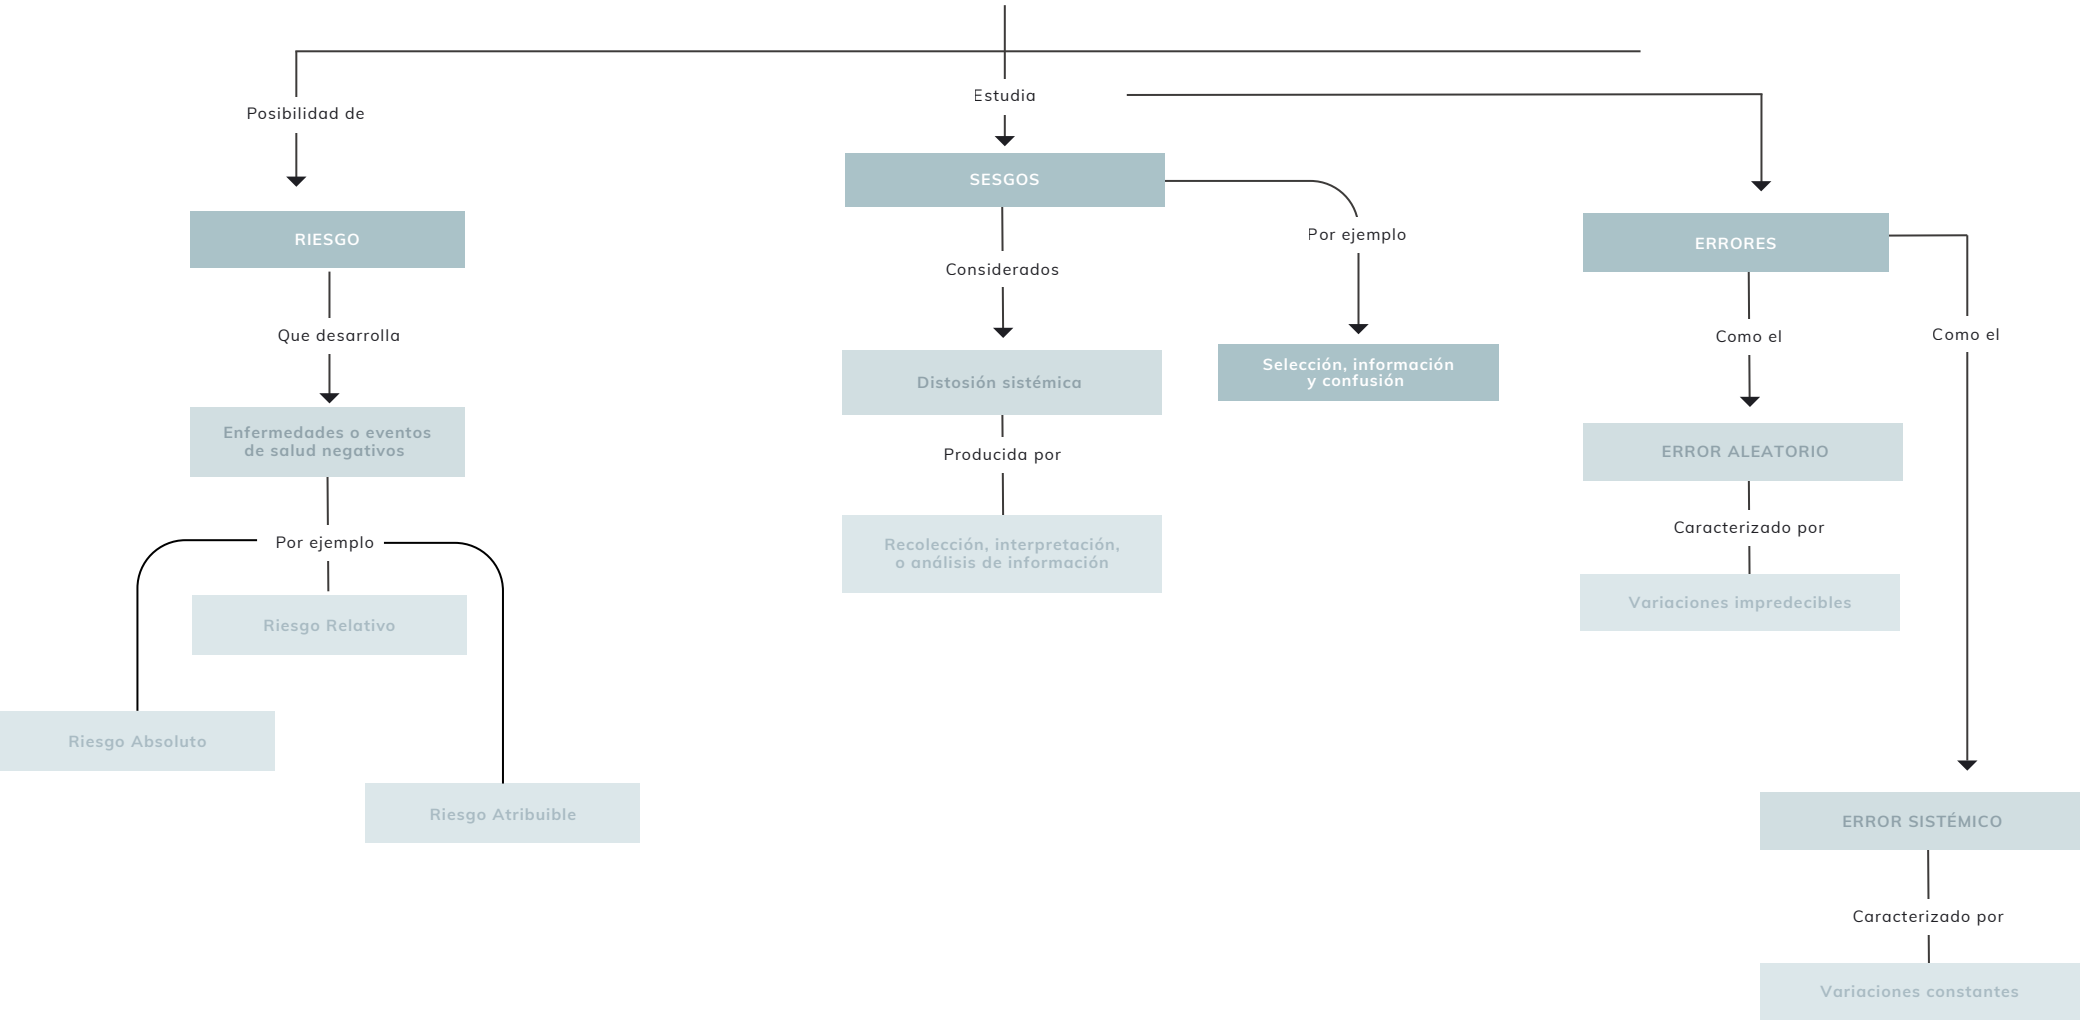 Posibilidad de
RIESGO
Que desarrolla
Enfermedades o eventos
de salud negativos
Por ejemplo
Riesgo Relativo
Riesgo Absoluto
Riesgo Atribuible
Estudia
SESGOS
Considerados
Distosión sistémica
Producida por
Recolección, interpretación,
o análisis de información
Por ejemplo
Selección, información
y confusión
ERRORES
Como el
ERROR ALEATORIO
Caracterizado por
Variaciones impredecibles
Como el
ERROR SISTÉMICO
Caracterizado por
Variaciones constantes